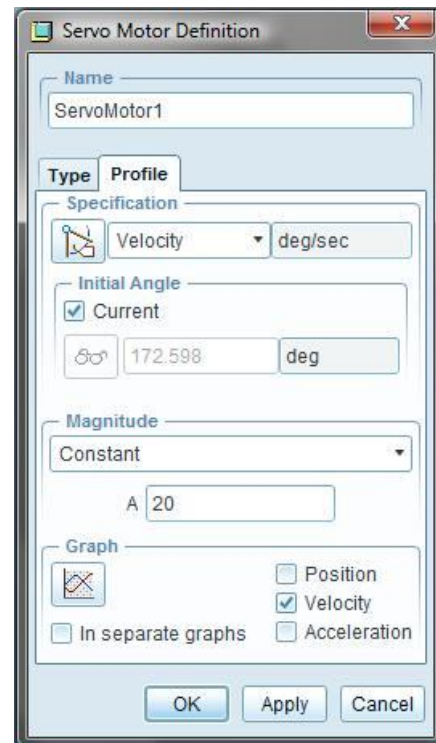 Servo Motor Definition
Name
ServoMotor1
Type Profile
Specification
Velocity deg/sec
Initial Angle
Current
172.598 deg
Magnitude
Constant
A 20
Graph
Position
Velocity
In separate graphs Acceleration
OK Apply Cancel